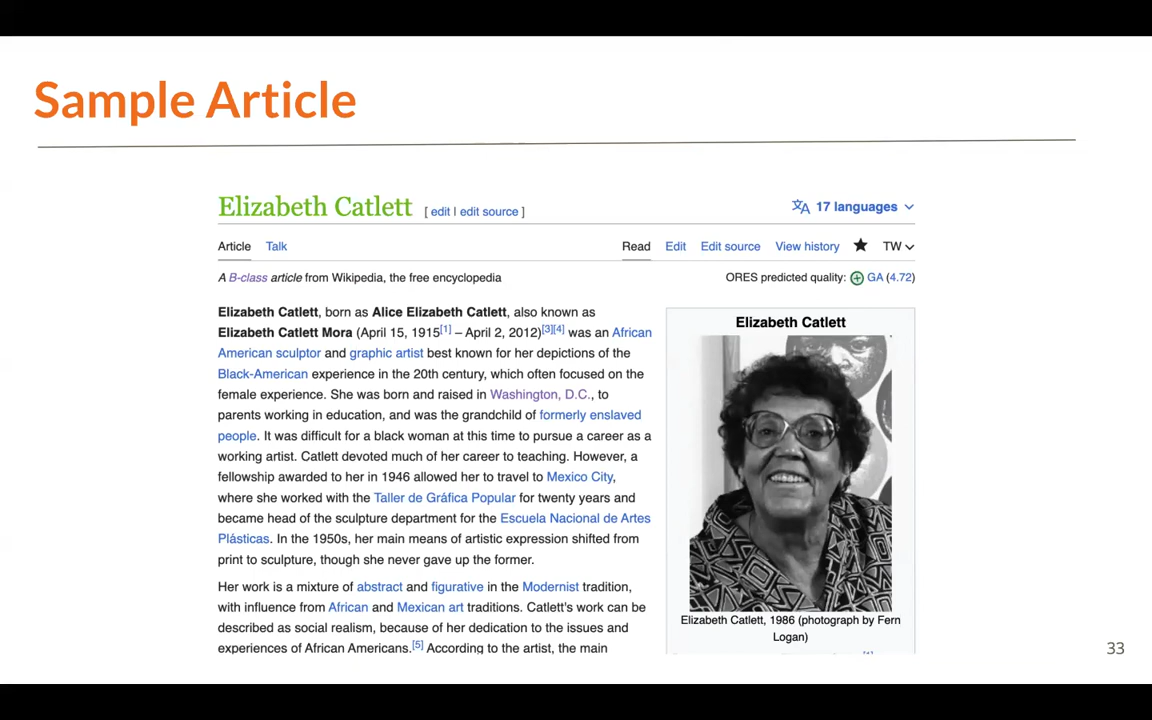 Sample Article
Elizabeth Catlett [ edit | edit source ]
17 languages
Article Talk
Read Edit Edit source View history TW
A B-class article from Wikipedia, the free encyclopedia
ORES predicted quality: GA (4.72)
Elizabeth Catlett, born as Alice Elizabeth Catlett, also known as
Elizabeth Catlett Mora (April 15, 1915[1] – April 2, 2012)[3][4] was an African
American sculptor and graphic artist best known for her depictions of the
Black-American experience in the 20th century, which often focused on the
female experience. She was born and raised in Washington, D.C., to
parents working in education, and was the grandchild of formerly enslaved
people. It was difficult for a black woman at this time to pursue a career as a
working artist. Catlett devoted much of her career to teaching. However, a
fellowship awarded to her in 1946 allowed her to travel to Mexico City,
where she worked with the Taller de Gráfica Popular for twenty years and
became head of the sculpture department for the Escuela Nacional de Artes
Plásticas. In the 1950s, her main means of artistic expression shifted from
print to sculpture, though she never gave up the former.
Her work is a mixture of abstract and figurative in the Modernist tradition,
with influence from African and Mexican art traditions. Catlett's work can be
described as social realism, because of her dedication to the issues and
experiences of African Americans.[5] According to the artist, the main
Elizabeth Catlett
Elizabeth Catlett, 1986 (photograph by Fern
Logan)
33